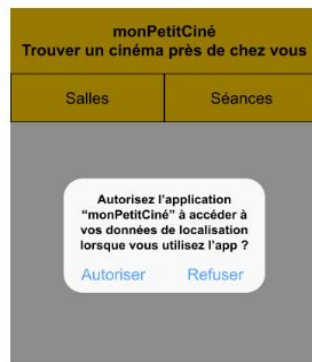 monPetitCiné
Trouver un cinéma près de chez vous
Salles Séances
Autorisez l'application
“monPetitCiné” à accéder à
vos données de localisation
lorsque vous utilisez l'app ?
Autoriser Refuser